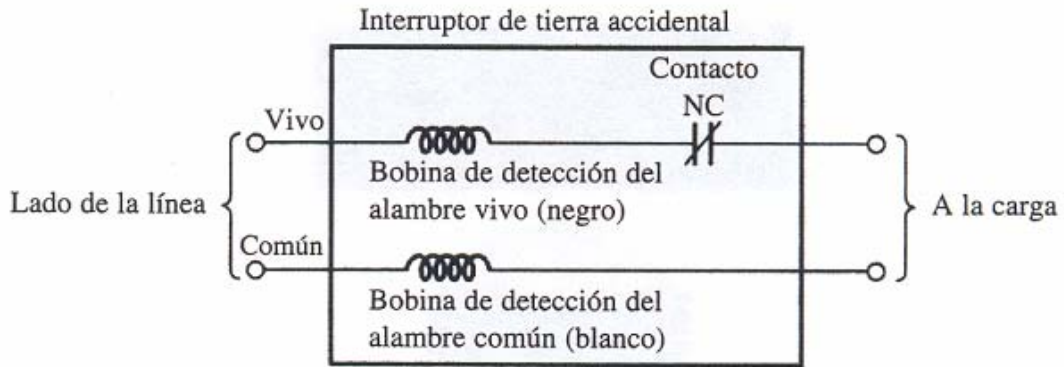 Interruptor de tierra accidental
Contacto
NC
Vivo
Bobina de detección del
alambre vivo (negro)
Lado de la línea
A la carga
Común
Bobina de detección del
alambre común (blanco)